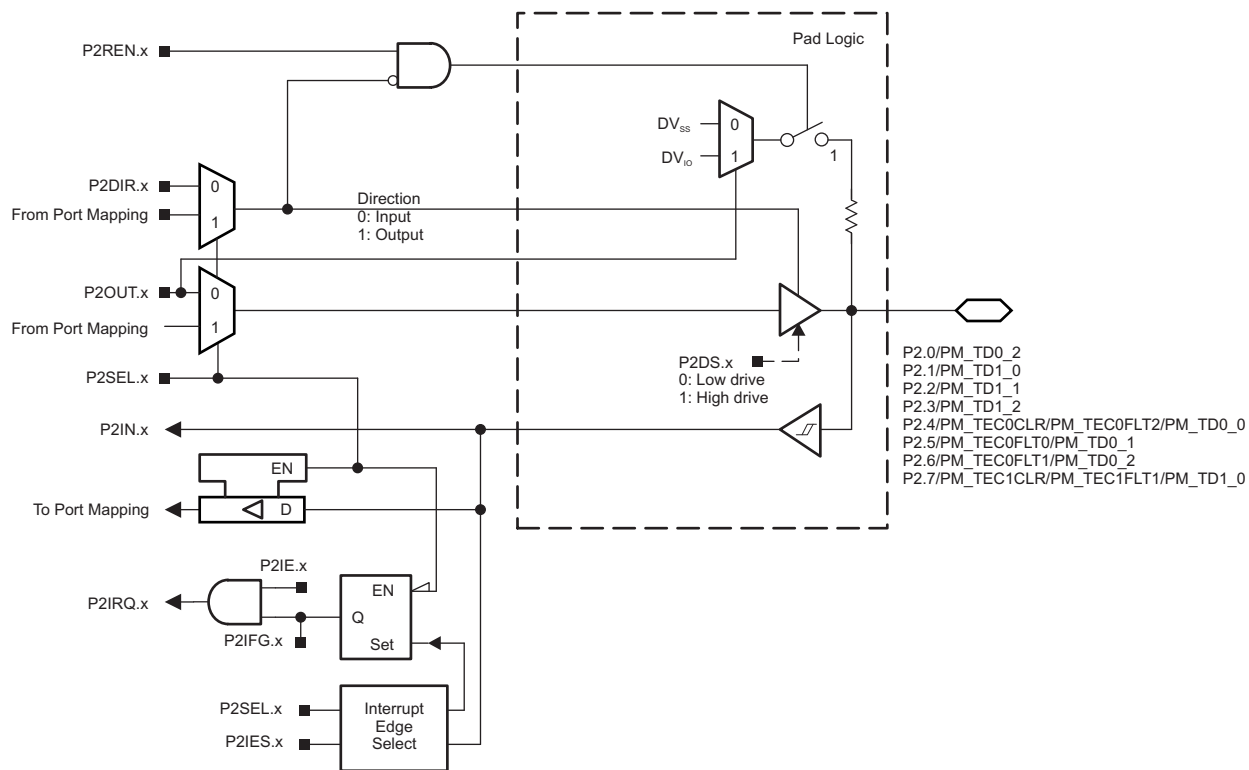 Pad Logic
P2REN.x
DVSS
0
DVIO
1
1
P2DIR.x
0
From Port Mapping
1
Direction
0: Input
1: Output
P2OUT.x
0
From Port Mapping
1
P2SEL.x
P2DS.x
0: Low drive
1: High drive
P2.0/PM_TD0_2
P2.1/PM_TD1_0
P2.2/PM_TD1_1
P2.3/PM_TD1_2
P2.4/PM_TEC0CLR/PM_TEC0FLT2/PM_TD0_0
P2.5/PM_TEC0FLT0/PM_TD0_1
P2.6/PM_TEC0FLT1/PM_TD0_2
P2.7/PM_TEC1CLR/PM_TEC1FLT1/PM_TD1_0
P2IN.x
EN
To Port Mapping
D
P2IE.x
P2IRQ.x
P2IFG.x
EN
Q
Set
P2SEL.x
P2IES.x
Interrupt
Edge
Select